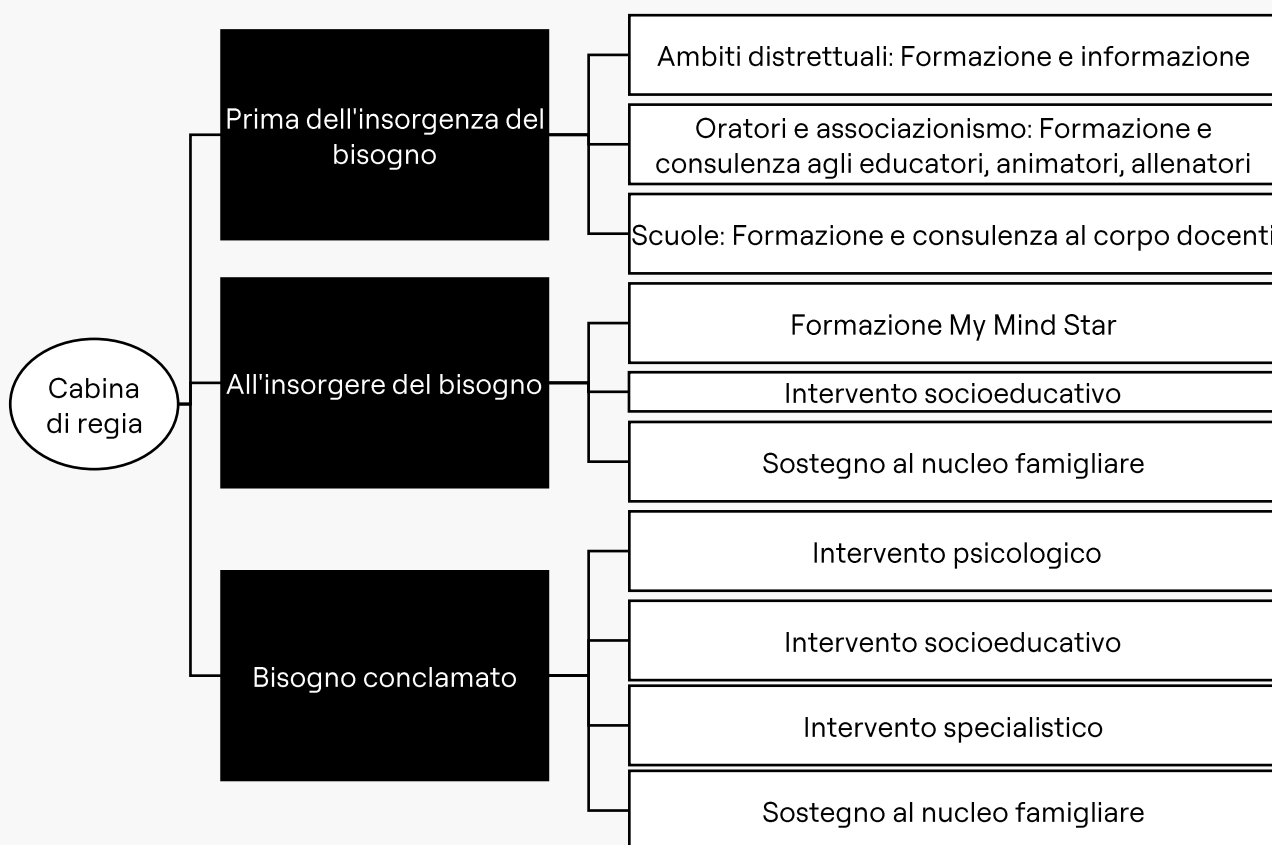 Cabina
di regia
Prima dell'insorgenza del
bisogno
Ambiti distrettuali: Formazione e informazione
Oratori e associazionismo: Formazione e
consulenza agli educatori, animatori, allenatori
Scuole: Formazione e consulenza al corpo docenti
All'insorgere del bisogno
Formazione My Mind Star
Intervento socioeducativo
Sostegno al nucleo famigliare
Bisogno conclamato
Intervento psicologico
Intervento socioeducativo
Intervento specialistico
Sostegno al nucleo famigliare